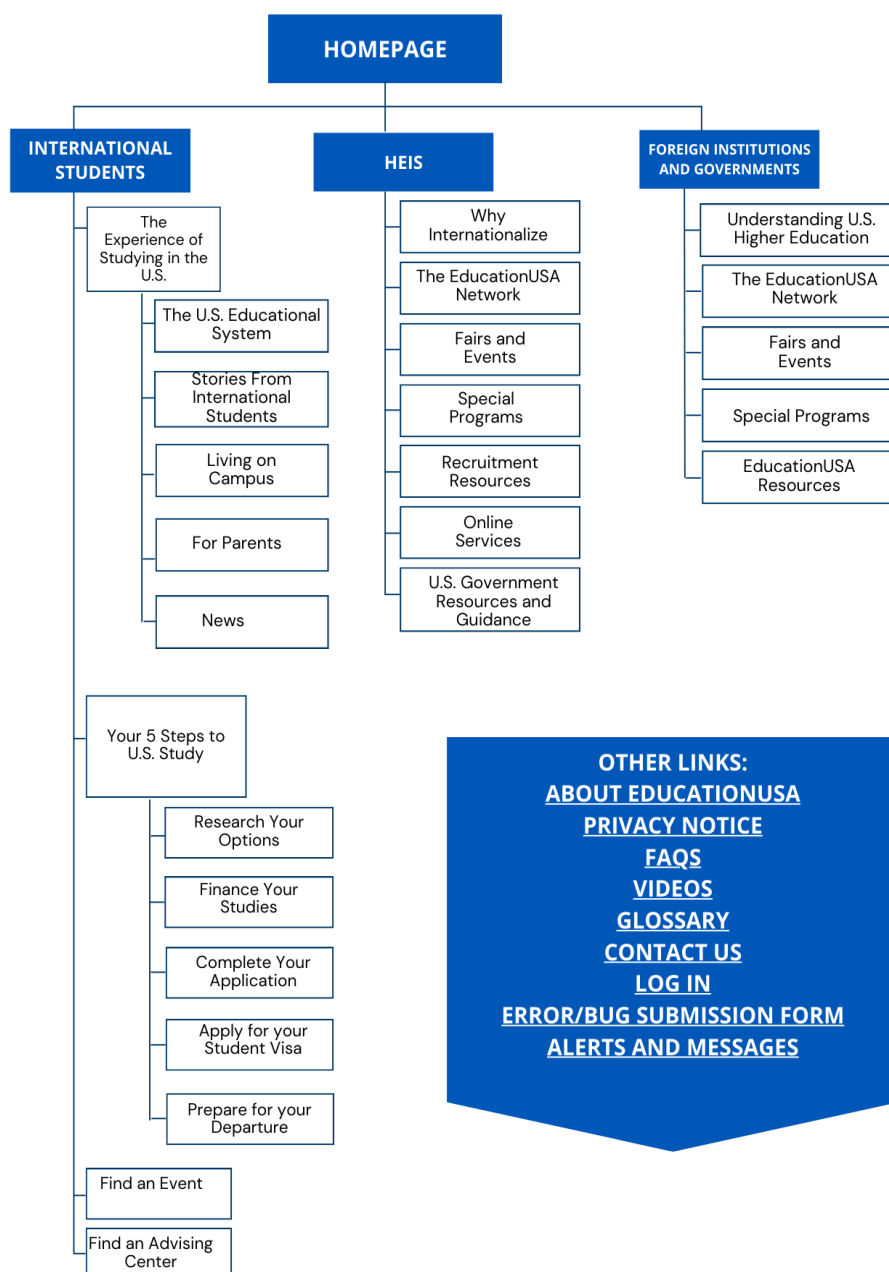 HOMEPAGE
INTERNATIONAL
STUDENTS
The
Experience of
Studying in the
U.S.
The U.S. Educational
System
Stories From
International
Students
Living on
Campus
For Parents
News
Your 5 Steps to
U.S. Study
Research Your
Options
Finance Your
Studies
Complete Your
Application
Apply for your
Student Visa
Prepare for your
Departure
Find an Event
Find an Advising
Center
HEIS
Why
Internationalize
The EducationUSA
Network
Fairs and
Events
Special
Programs
Recruitment
Resources
Online
Services
U.S. Government
Resources and
Guidance
FOREIGN INSTITUTIONS
AND GOVERNMENTS
Understanding U.S.
Higher Education
The EducationUSA
Network
Fairs and
Events
Special Programs
EducationUSA
Resources
OTHER LINKS:
ABOUT EDUCATIONUSA
PRIVACY NOTICE
FAQS
VIDEOS
GLOSSARY
CONTACT US
LOG IN
ERROR/BUG SUBMISSION FORM
ALERTS AND MESSAGES